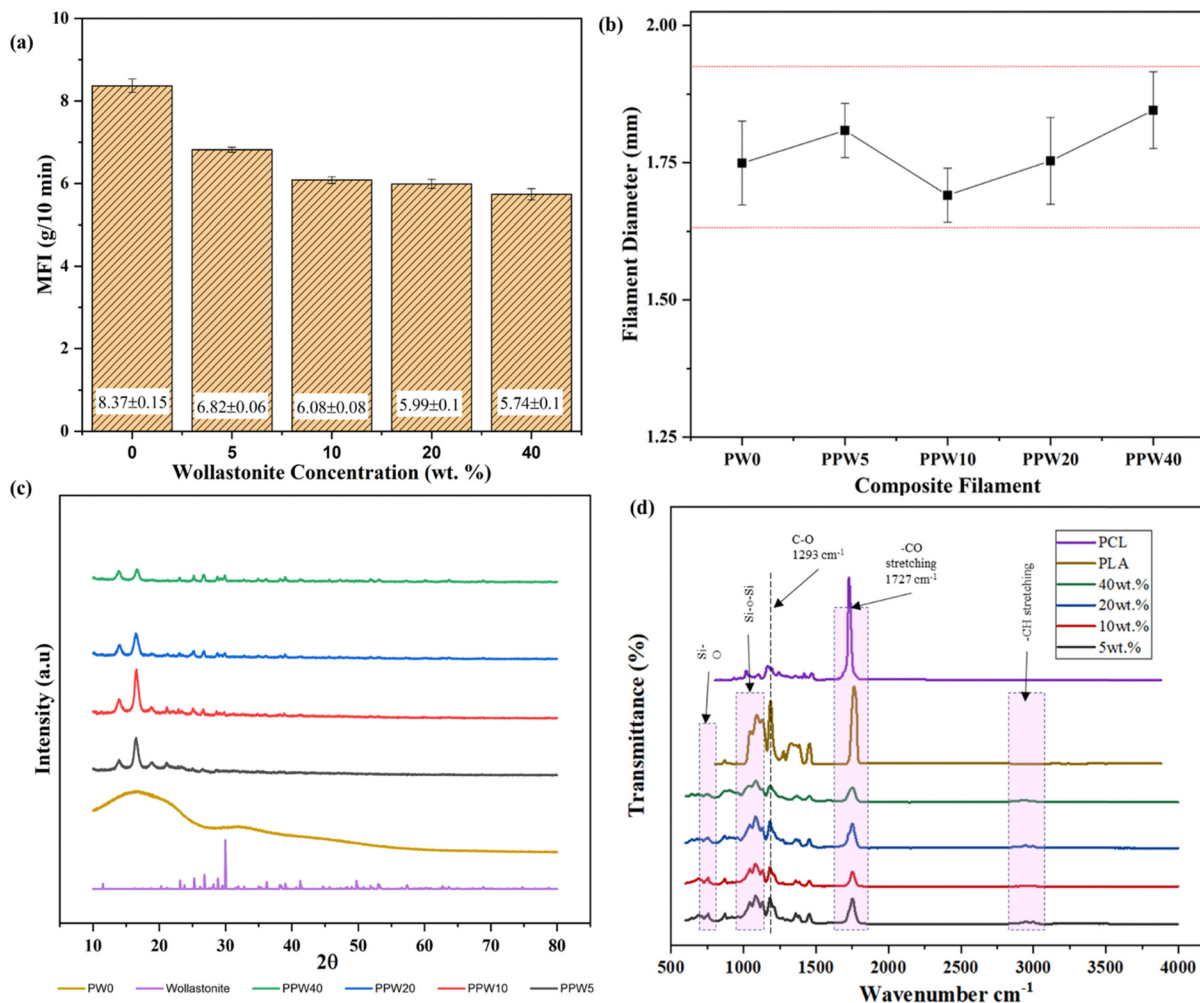 (a)
10
8
6
4
2
0
MFI (g/10 min)
8.37±0.15
6.82±0.06
6.08±0.08
5.99±0.1
5.74±0.1
0 5 10 20 40
Wollastonite Concentration (wt. %)
(b)
2.00
1.75
1.50
1.25
Filament Diameter (mm)
PW0 PPW5 PPW10 PPW20 PPW40
Composite Filament
(c)
Intensity (a.u)
10 20 30 40 50 60 70 80
2θ
PW0 Wollastonite PPW40 PPW20 PPW10 PPW5
(d)
C-O
1293 cm-1
-CO
stretching
1727 cm-1
Si-
O
Si-O-Si
-CH stretching
PCL
PLA
40wt.%
20wt.%
10wt.%
5wt.%
Transmittance (%)
500 1000 1500 2000 2500 3000 3500 4000
Wavenumber cm-1